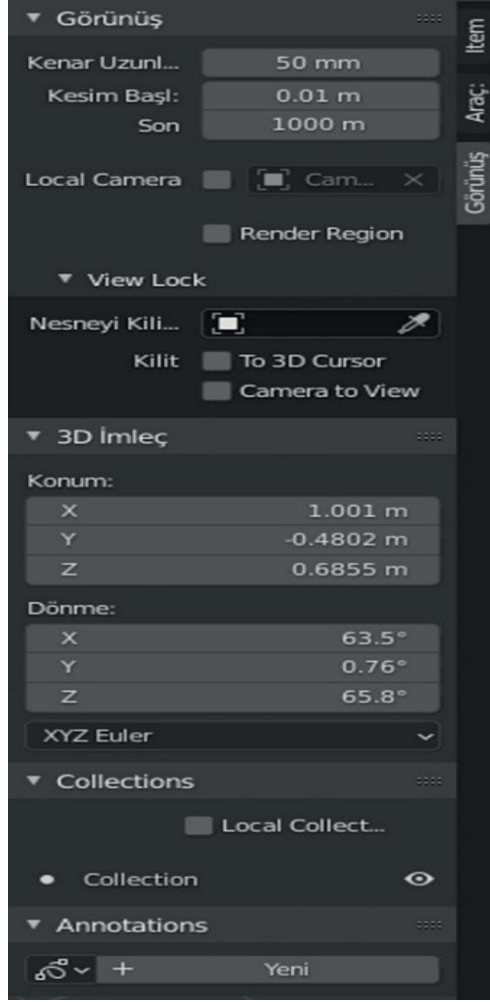 Görünüş
Kenar Uzunl... 50 mm
Kesim Başl: 0.01 m
Son 1000 m
Local Camera Cam...
Render Region
View Lock
Nesneyi Kili...
Kilit To 3D Cursor
Camera to View
3D İmleç
Konum:
X 1.001 m
Y -0.4802 m
Z 0.6855 m
Dönme:
X 63.5°
Y 0.76°
Z 65.8°
XYZ Euler
Collections
Local Collect...
Collection
Annotations
Yeni
Item
Araç:
Görünüş